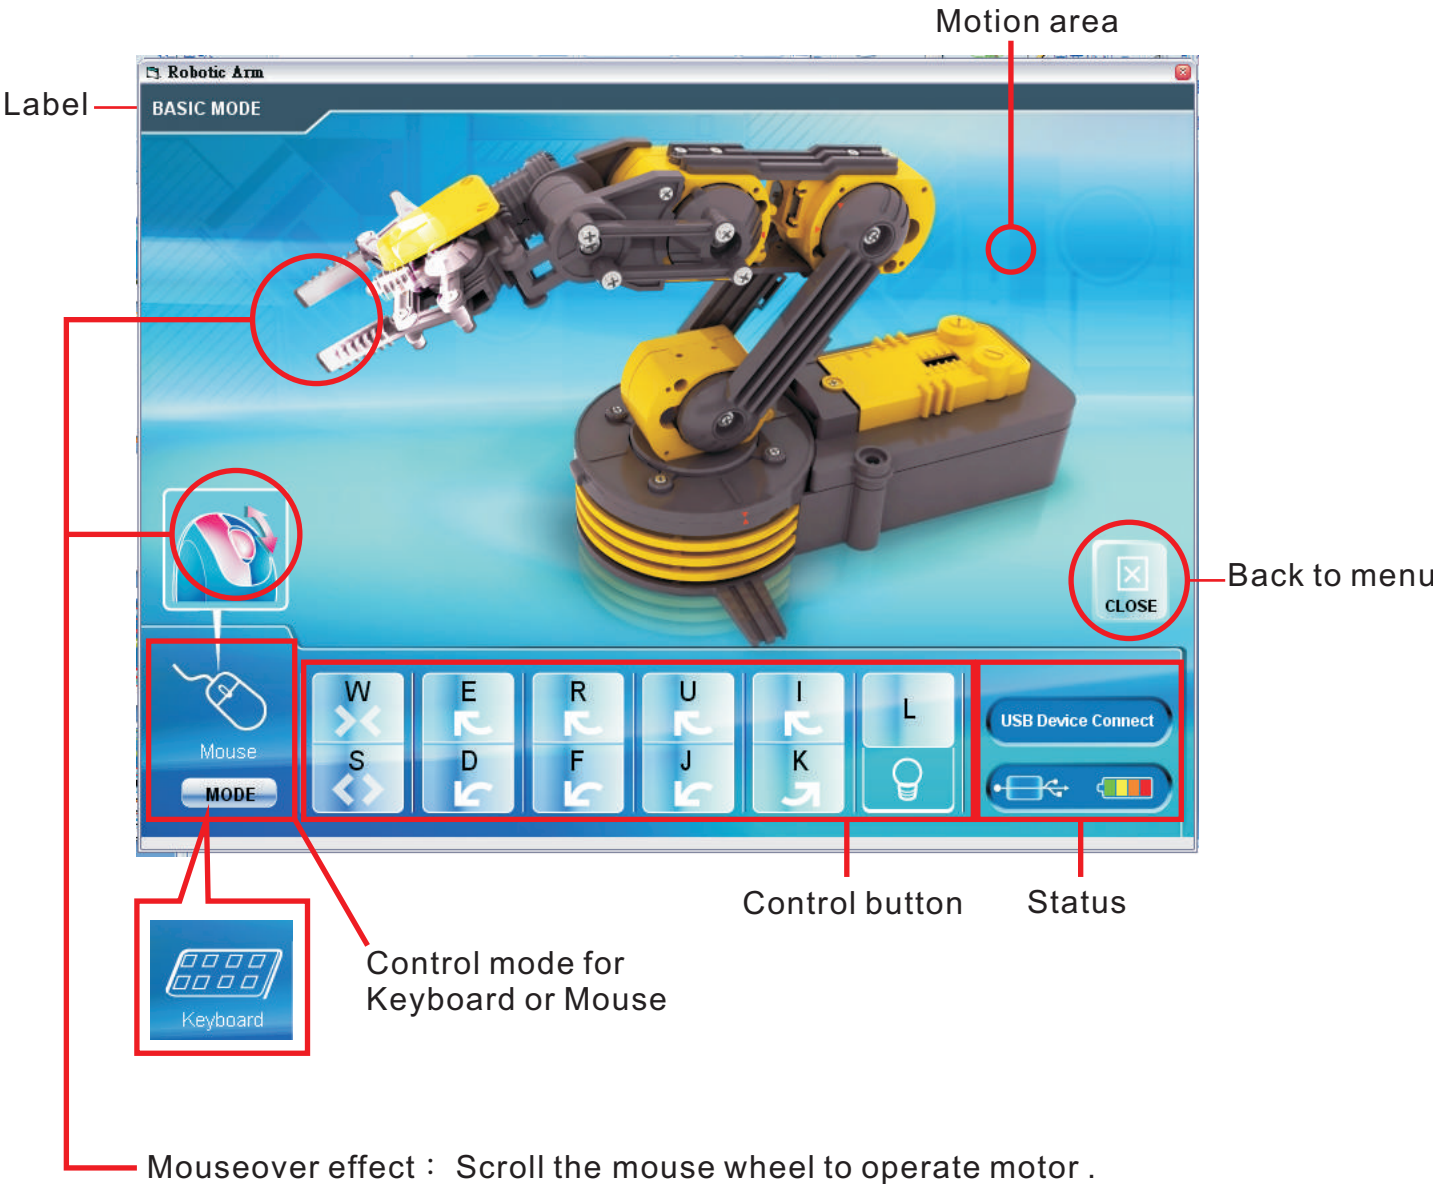 Motion area
Robotic Arm
Label
BASIC MODE
Back to menu
CLOSE
W
E
R
U
I
L
S
D
F
J
K
Mouse
MODE
USB Device Connect
Control button
Status
Control mode for
Keyboard or Mouse
Keyboard
Mouseover effect : Scroll the mouse wheel to operate motor .